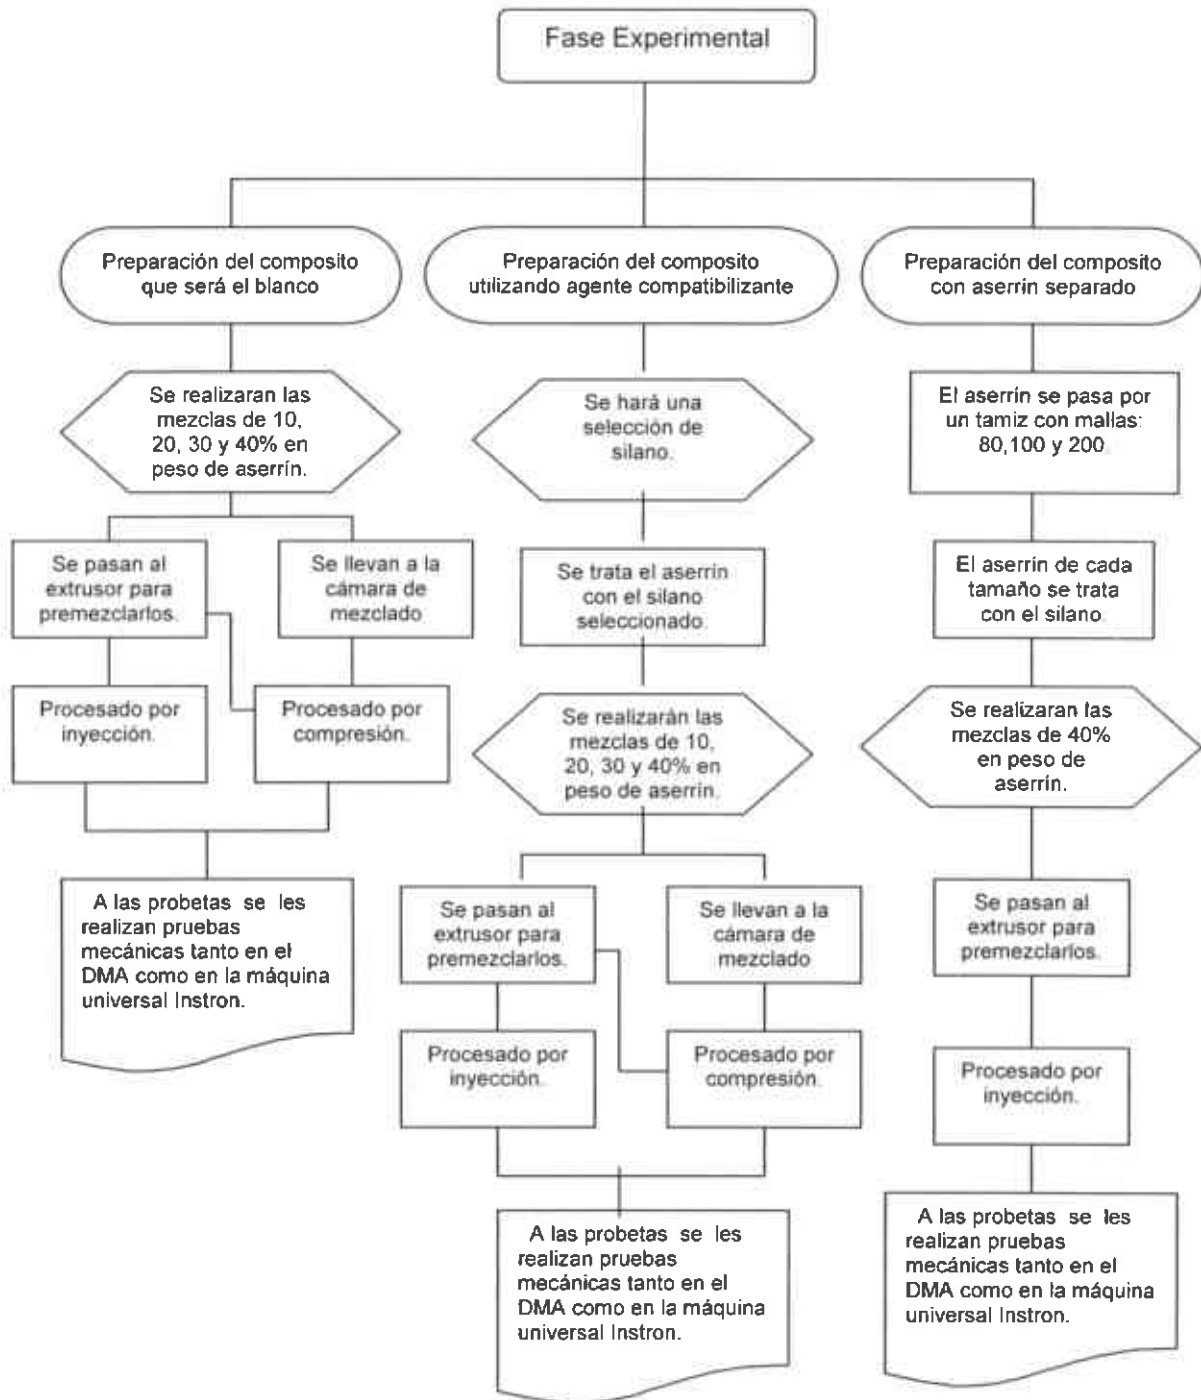 Fase Experimental
Preparación del composito
que será el blanco
Preparación del composito
utilizando agente compatibilizante
Preparación del composito
con aserrín separado
Se realizaran las
mezclas de 10,
20, 30 y 40% en
peso de aserrín.
Se pasan al
extrusor para
premezclarlos.
Se llevan a la
cámara de
mezclado
Procesado por
inyección.
Procesado por
compresión.
A las probetas se les
realizan pruebas
mecánicas tanto en el
DMA como en la máquina
universal Instron.
Se hará una
selección de
silano.
Se trata el aserrín
con el silano
seleccionado.
Se realizarán las
mezclas de 10,
20, 30 y 40% en
peso de aserrín.
Se pasan al
extrusor para
premezclarlos.
Se llevan a la
cámara de
mezclado
Procesado por
inyección.
Procesado por
compresión.
A las probetas se les
realizan pruebas
mecánicas tanto en el
DMA como en la máquina
universal Instron.
El aserrín se pasa por
un tamiz con mallas:
80,100 y 200.
El aserrín de cada
tamaño se trata
con el silano.
Se realizaran las
mezclas de 40%
en peso de
aserrín.
Se pasan al
extrusor para
premezclarlos.
Procesado por
inyección.
A las probetas se les
realizan pruebas
mecánicas tanto en el
DMA como en la máquina
universal Instron.